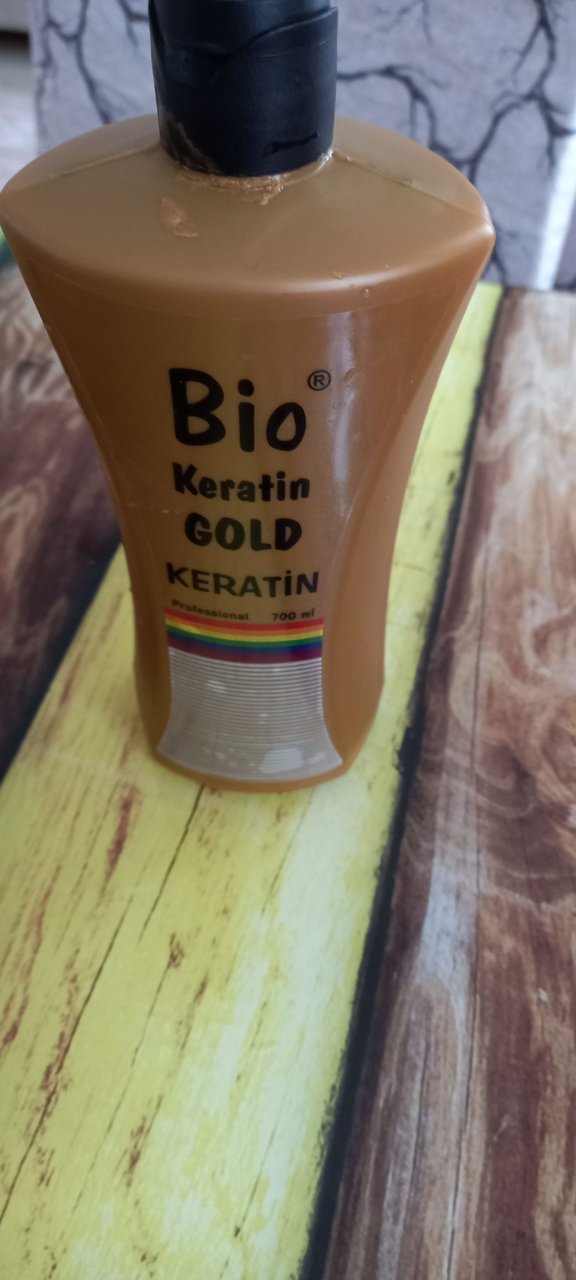 Bio®
Keratin
GOLD
KERATİN
Professional 700 ml